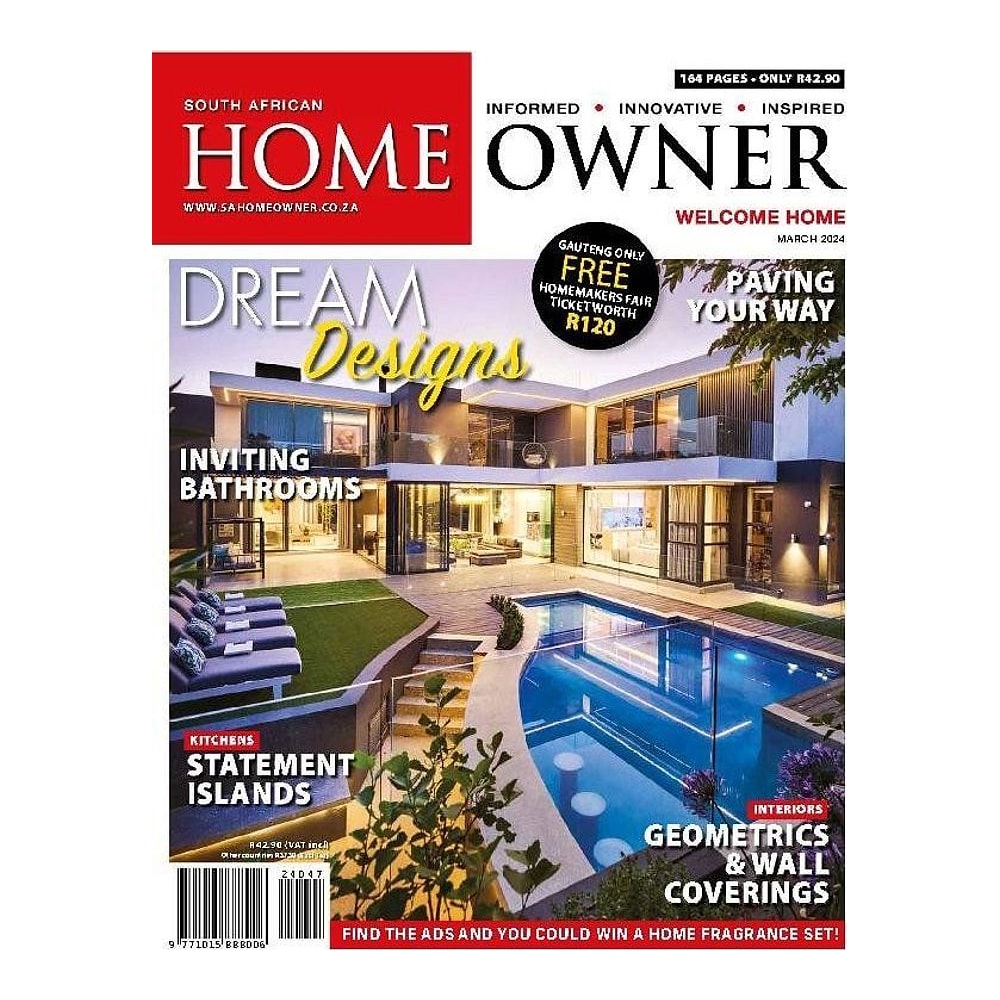 164 PAGES • ONLY R42.90
SOUTH AFRICAN
INFORMED • INNOVATIVE • INSPIRED
HOME OWNER
WWW.SAHOMEOWNER.CO.ZA
WELCOME HOME
MARCH 2024
GAUTENG ONLY
FREE
HOMEMAKERS FAIR
TICKET WORTH
R120
DREAM
Designs
PAVING
YOUR WAY
INVITING
BATHROOMS
KITCHENS
STATEMENT
ISLANDS
INTERIORS
GEOMETRICS
& WALL
COVERINGS
R42.90 (VAT incl)
Other countries
24047
9 771015 888006
FIND THE ADS AND YOU COULD WIN A HOME FRAGRANCE SET!